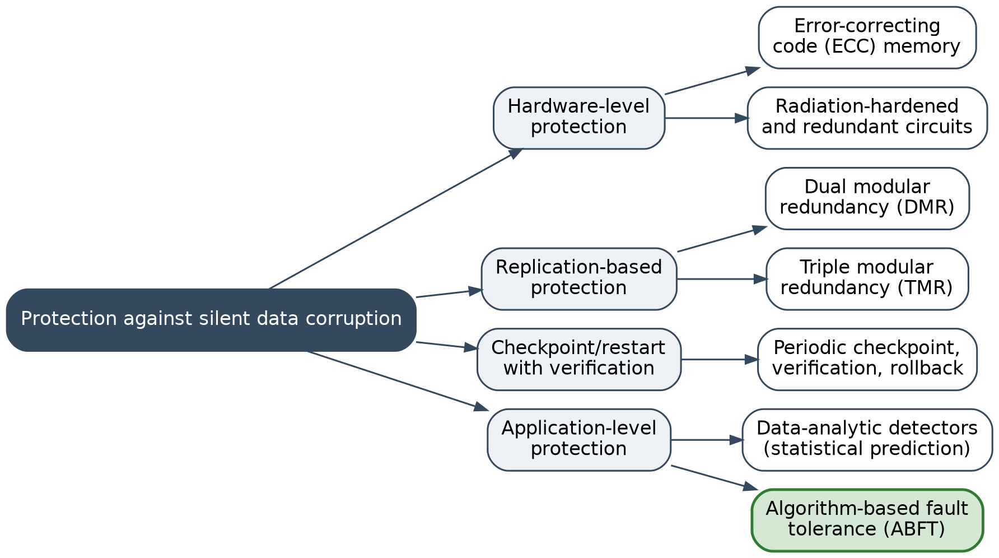 Protection against silent data corruption
Hardware-level
protection
Error-correcting
code (ECC) memory
Radiation-hardened
and redundant circuits
Replication-based
protection
Dual modular
redundancy (DMR)
Triple modular
redundancy (TMR)
Checkpoint/restart
with verification
Periodic checkpoint,
verification, rollback
Application-level
protection
Data-analytic detectors
(statistical prediction)
Algorithm-based fault
tolerance (ABFT)